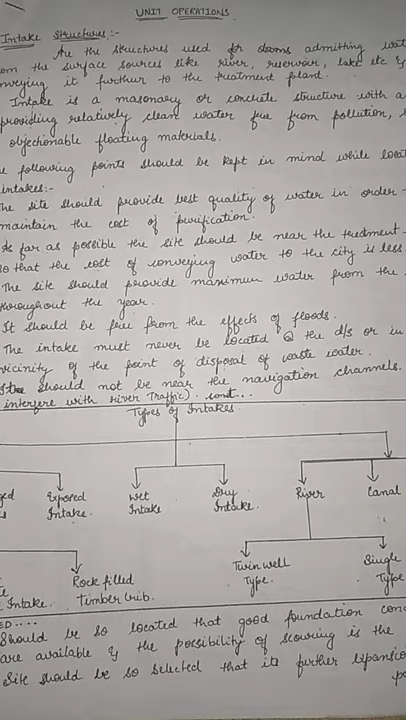 UNIT OPERATIONS
Intake Structures:-
Are the structures used for dooms admitting wat
om the surface sources like river, reservoir, lake etc &
nveying it further to the treatment plant.
Intake is a masonary or concrete structure with a
providing relatively clean water free from pollution, s
objectionable floating materials.
e following points should be kept in mind while locat
intakes:-
he site should provide best quality of water in order
maintain the cost of purification.
As far as possible the site should be near the treatment
so that the cost of conveying water to the city is less.
The site should provide maximum water from the
throughout the year.
It should be free from the effects of floods.
The intake must never be located @ the d/s or in
vicinity of the point of disposal of waste water.
should not be near the navigation channels.
interfere with river Traffic). cont...
Types of Intakes
ged Exposed Intake. Wet Intake Dry Intake. River Canal
Intake. Rock filled Timber crib. Twin well Type. Single Type
ED....
Should be so located that good foundation con
are available & the possibility of scouring is the
Site should be so selected that its further expansio